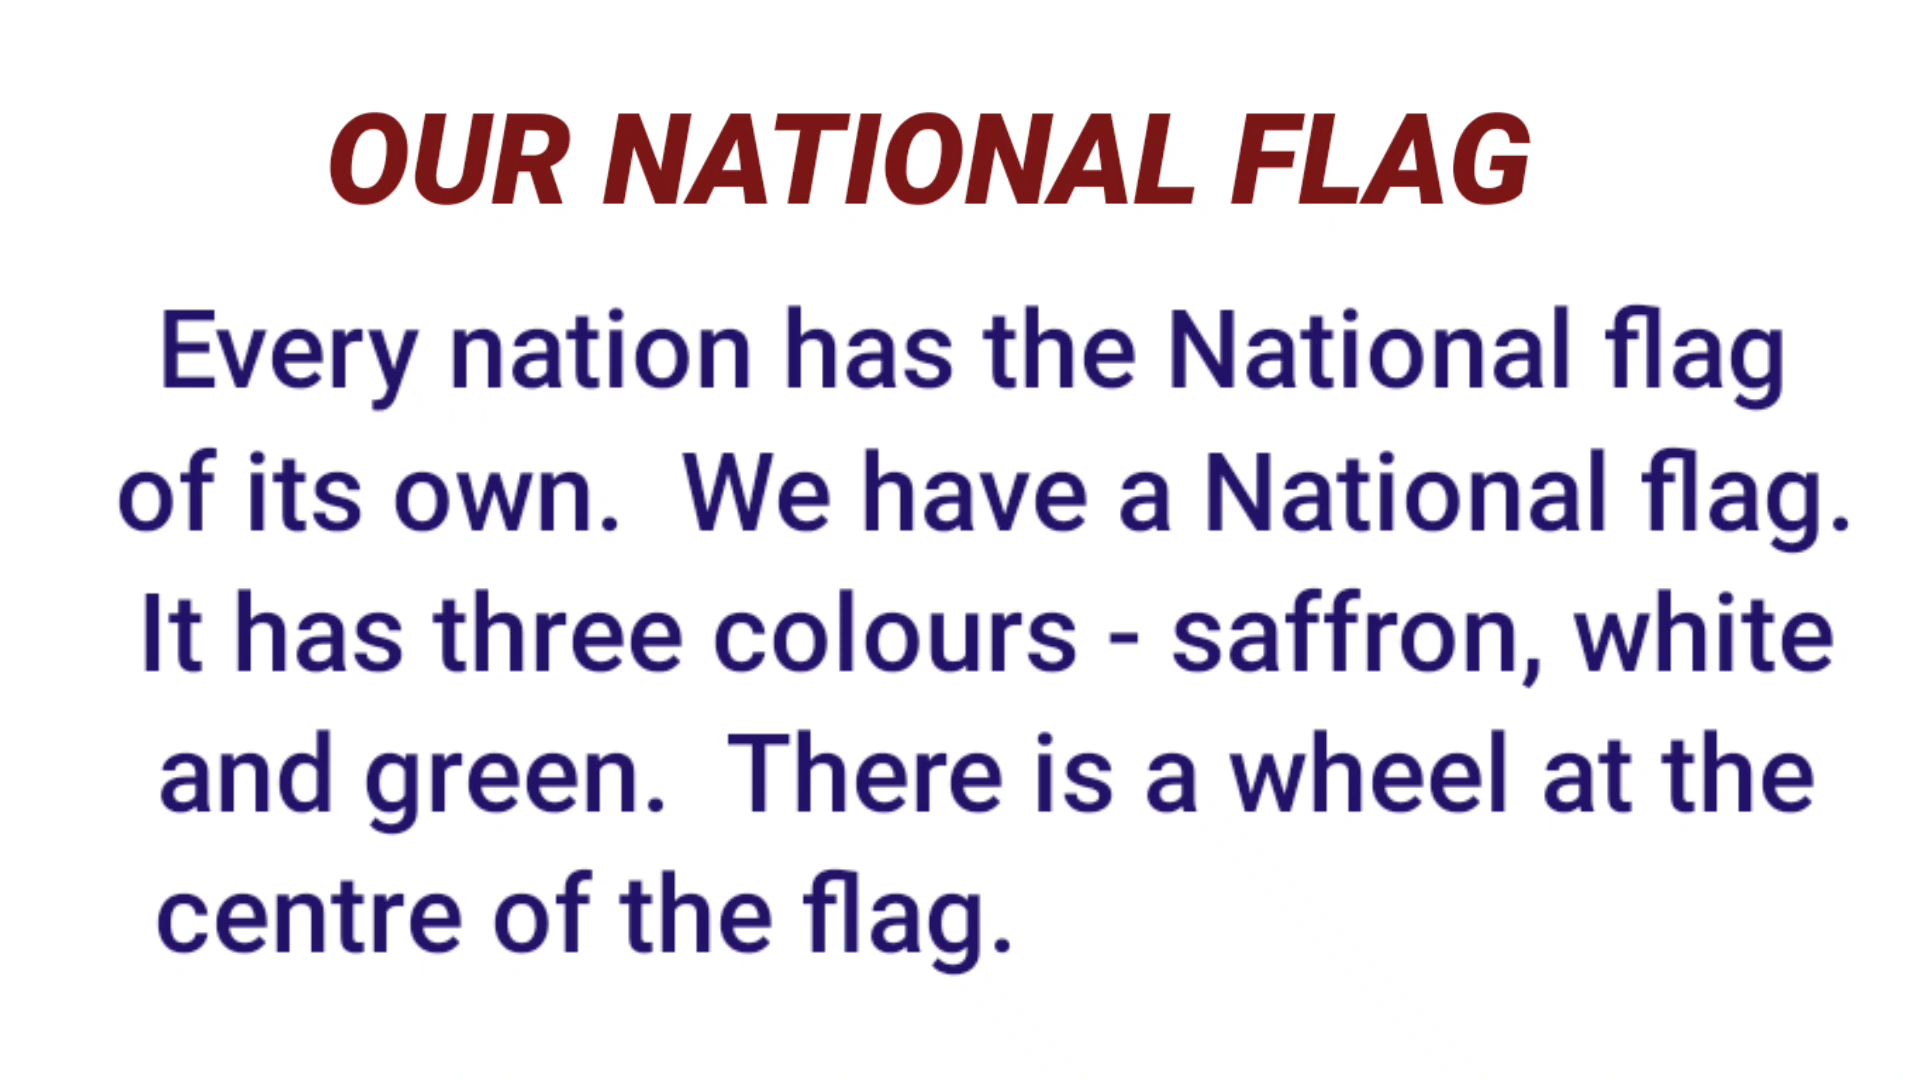 OUR NATIONAL FLAG
Every nation has the National flag
of its own. We have a National flag.
It has three colours - saffron, white
and green. There is a wheel at the
centre of the flag.